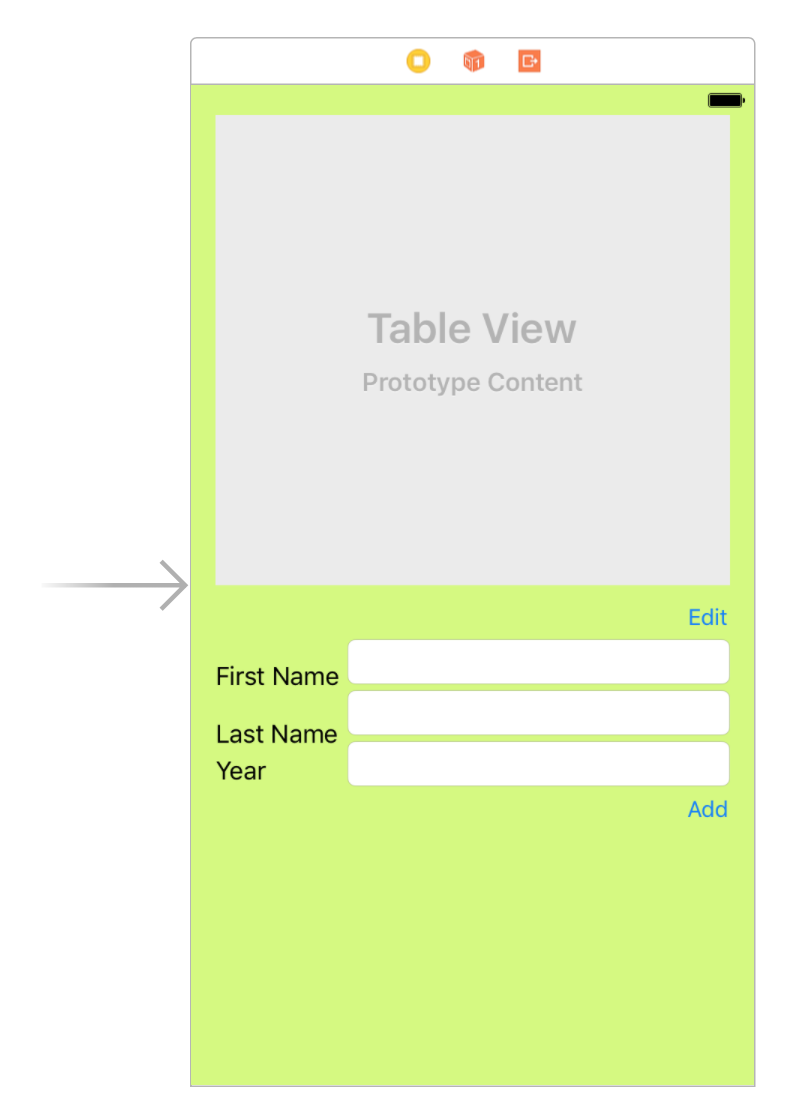 Table View
Prototype Content
Edit
First Name
Last Name
Year
Add